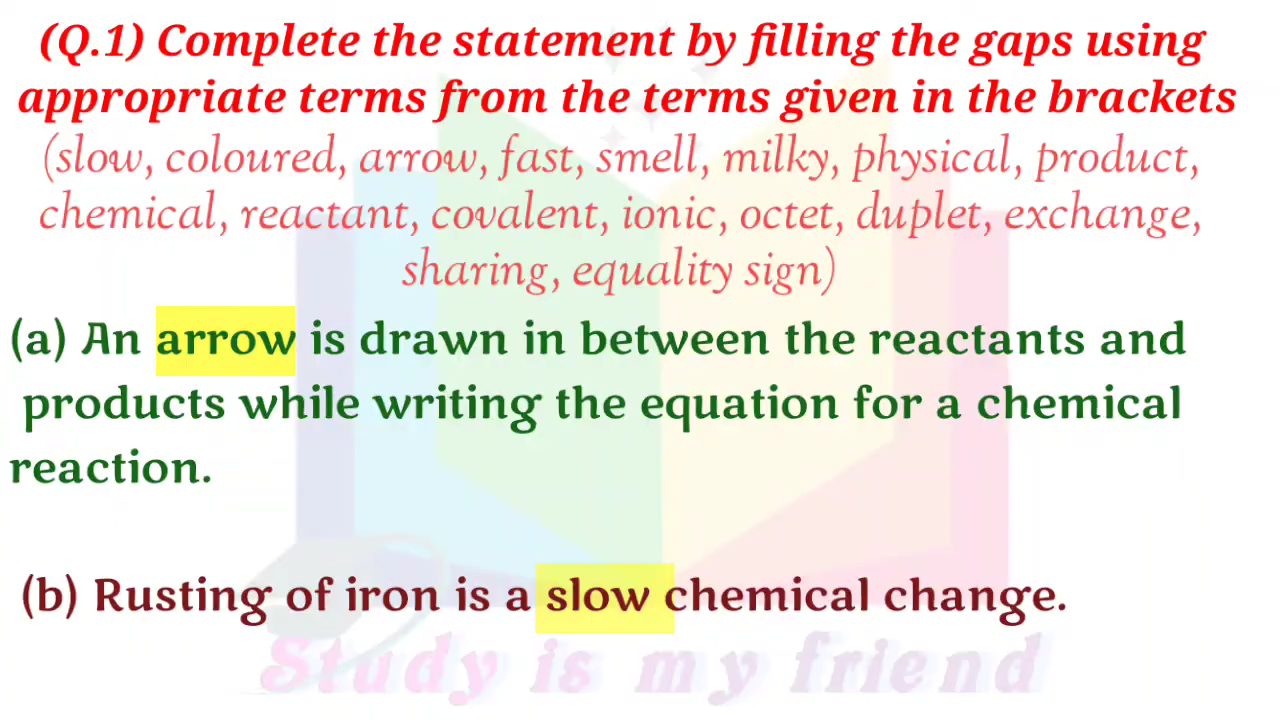 (Q.1) Complete the statement by filling the gaps using
appropriate terms from the terms given in the brackets
(slow, coloured, arrow, fast, smell, milky, physical, product,
chemical, reactant, covalent, ionic, octet, duplet, exchange,
sharing, equality sign)
(a) An arrow is drawn in between the reactants and
products while writing the equation for a chemical
reaction.
(b) Rusting of iron is a slow chemical change.
Study is my friend